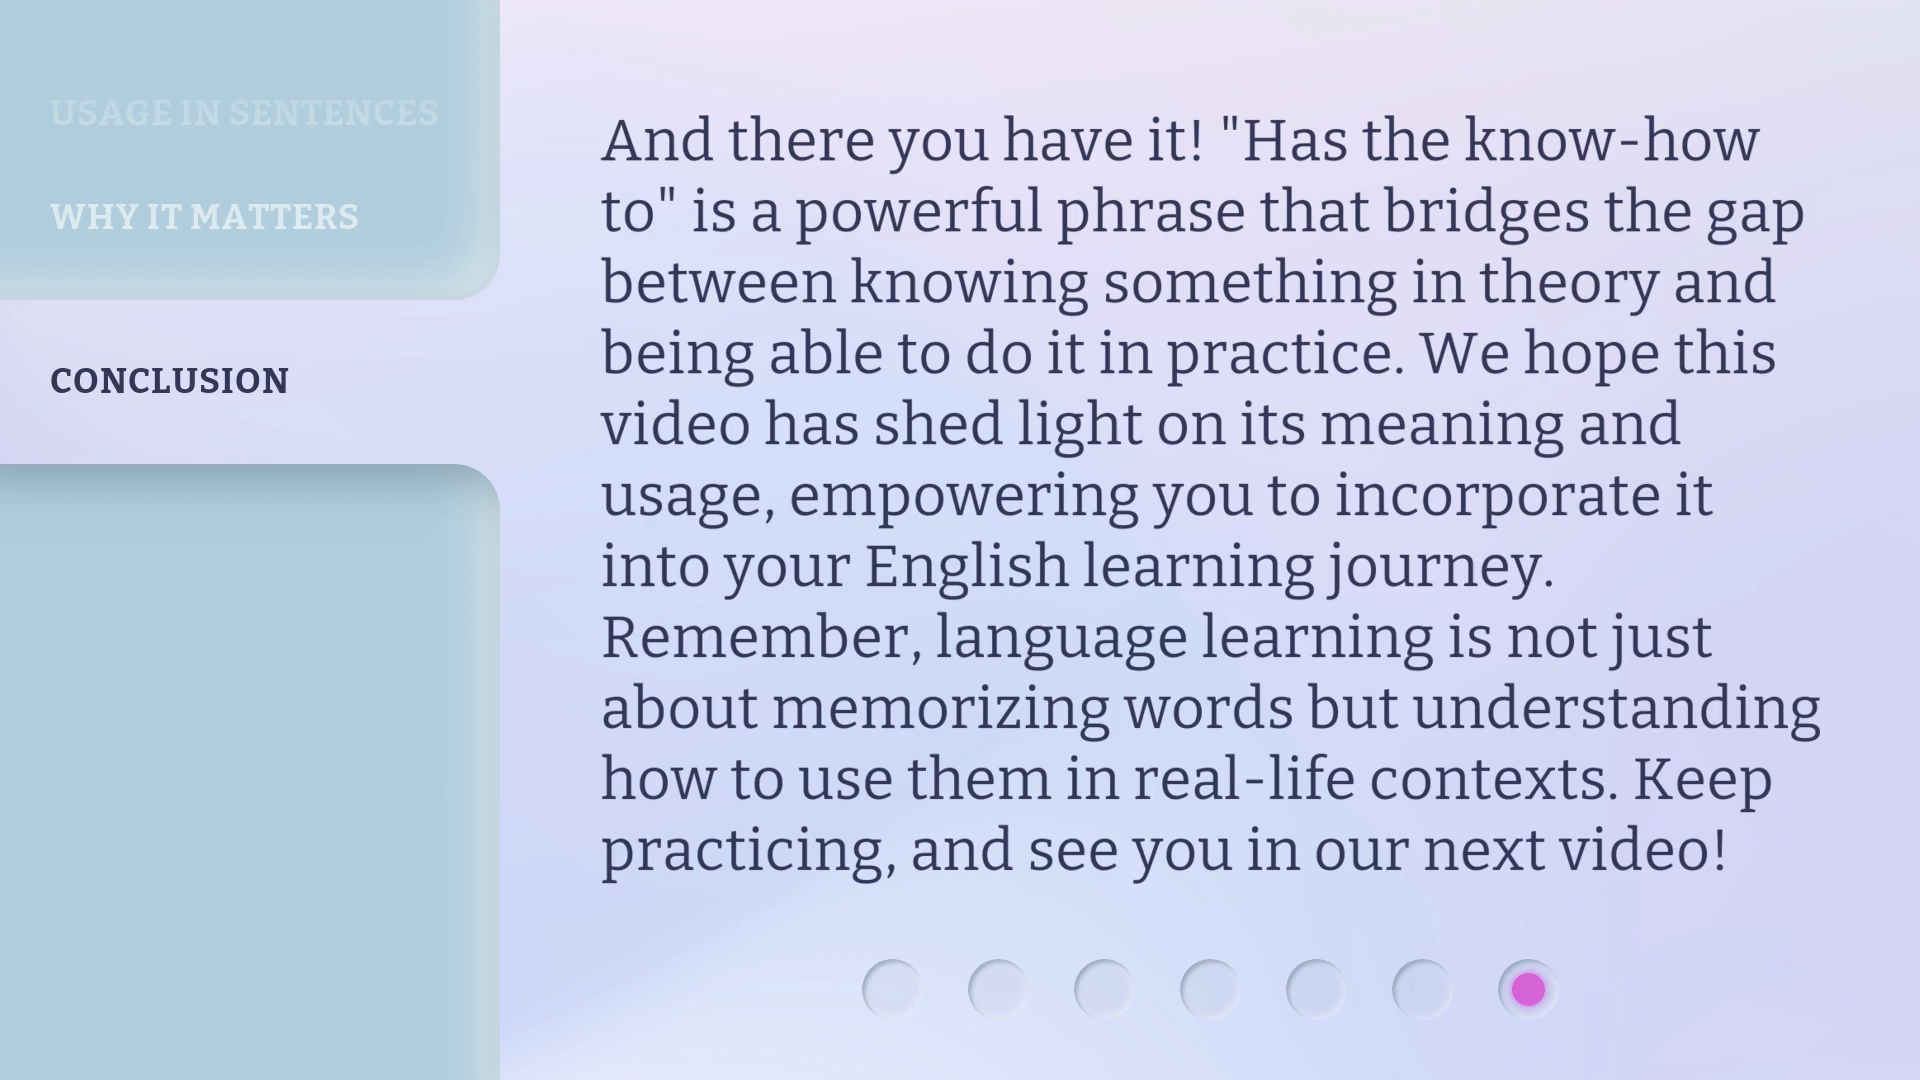 USAGE IN SENTENCES
WHY IT MATTERS
CONCLUSION
And there you have it! "Has the know-how
to" is a powerful phrase that bridges the gap
between knowing something in theory and
being able to do it in practice. We hope this
video has shed light on its meaning and
usage, empowering you to incorporate it
into your English learning journey.
Remember, language learning is not just
about memorizing words but understanding
how to use them in real-life contexts. Keep
practicing, and see you in our next video!